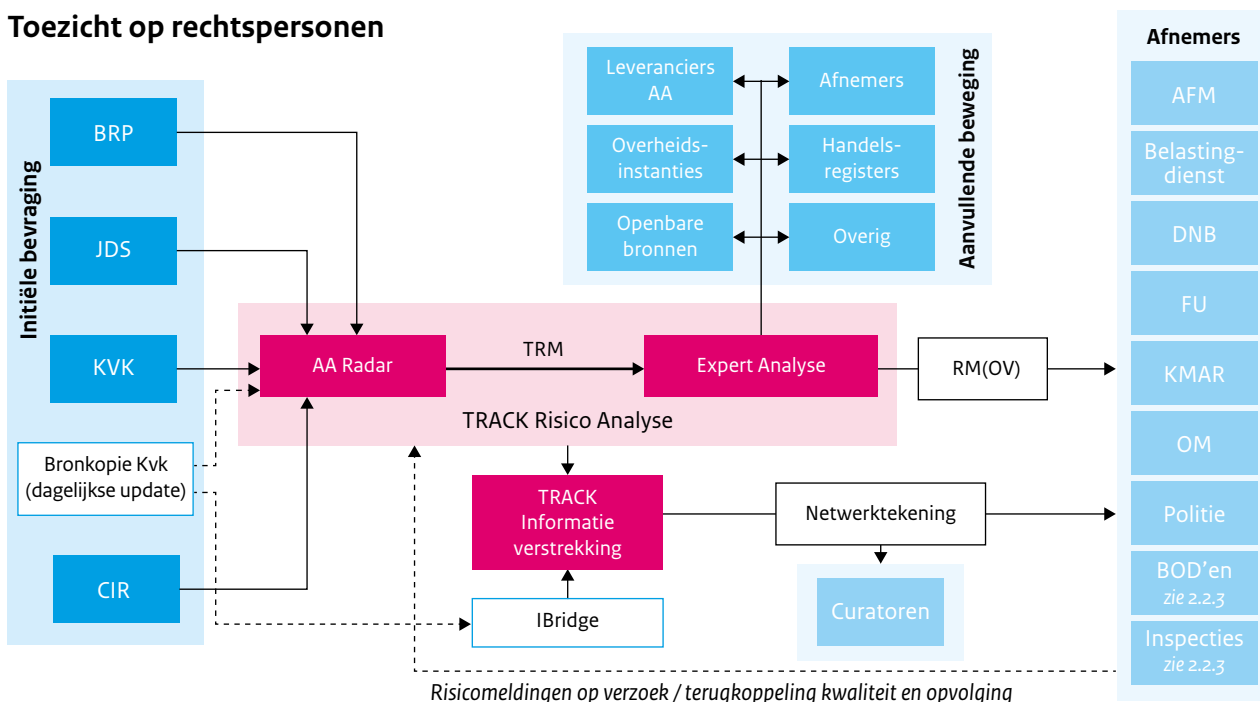 Toezicht op rechtspersonen
Initiële bevraging
BRP
JDS
KVK
Bronkopie Kvk
(dagelijkse update)
CIR
Leveranciers
AA
Afnemers
Overheids-
instanties
Handels-
registers
Openbare
bronnen
Overig
Aanvullende beweging
AA Radar
TRM
Expert Analyse
TRACK Risico Analyse
RM(OV)
TRACK
Informatie
verstrekking
Netwerktekening
IBridge
Curatoren
Afnemers
AFM
Belasting-
dienst
DNB
FU
KMAR
OM
Politie
BOD'en
zie 2.2.3
Inspecties
zie 2.2.3
Risicomeldingen op verzoek / terugkoppeling kwaliteit en opvolging